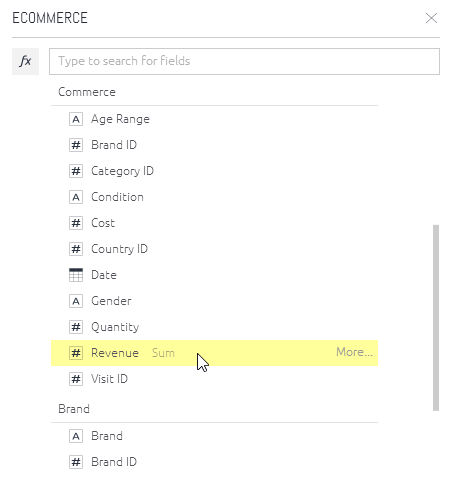 ECOMMERCE
fx Type to search for fields
Commerce
A Age Range
# Brand ID
# Category ID
A Condition
# Cost
# Country ID
Date
A Gender
# Quantity
# Revenue Sum More...
# Visit ID
Brand
A Brand
# Brand ID